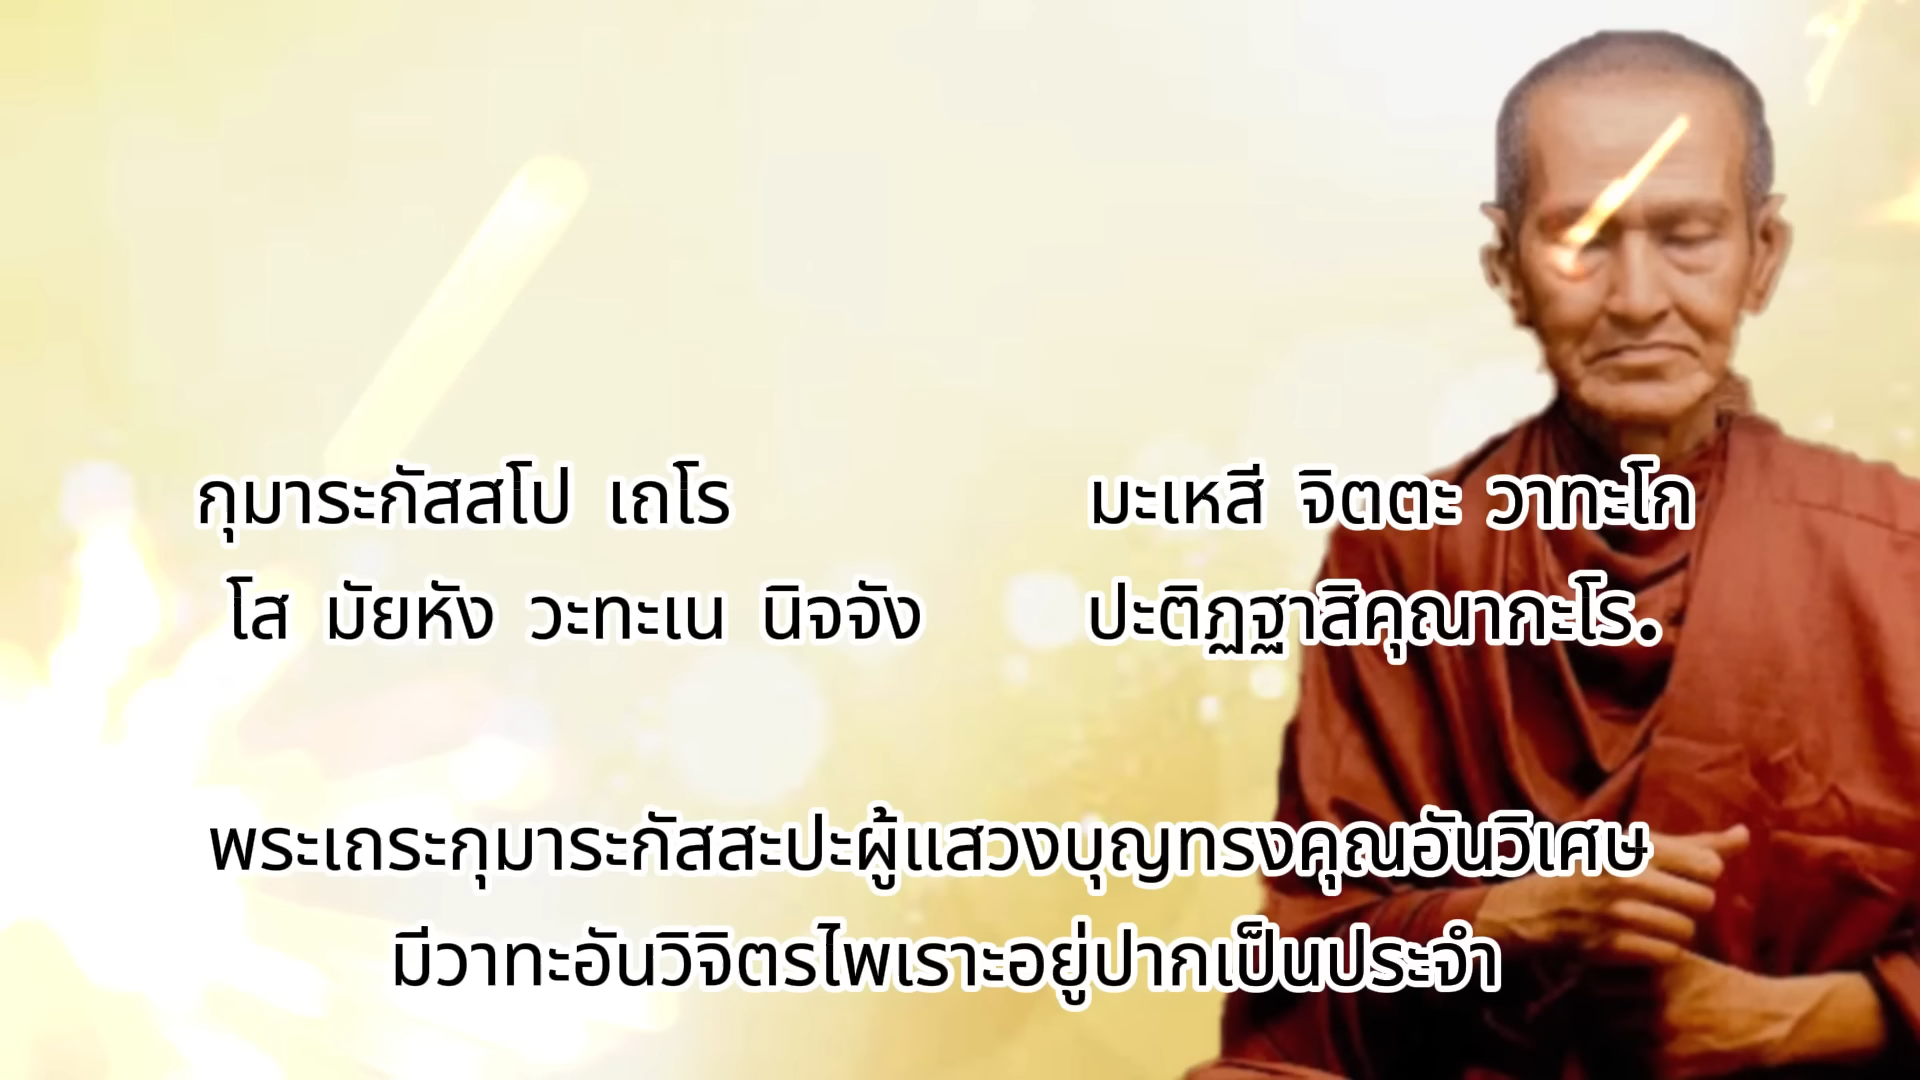 กุมาระกัสสโป เถโร มะเหสี จิตตะ วาทะโก
โส มัยหัง วะทะเน นิจจัง ปะติฏฐาสิคุณากะโร.
พระเถระกุมาระกัสสะปะผู้แสวงบุญทรงคุณอันวิเศษ
มีวาทะอันวิจิตรไพเราะอยู่ปากเป็นประจำ